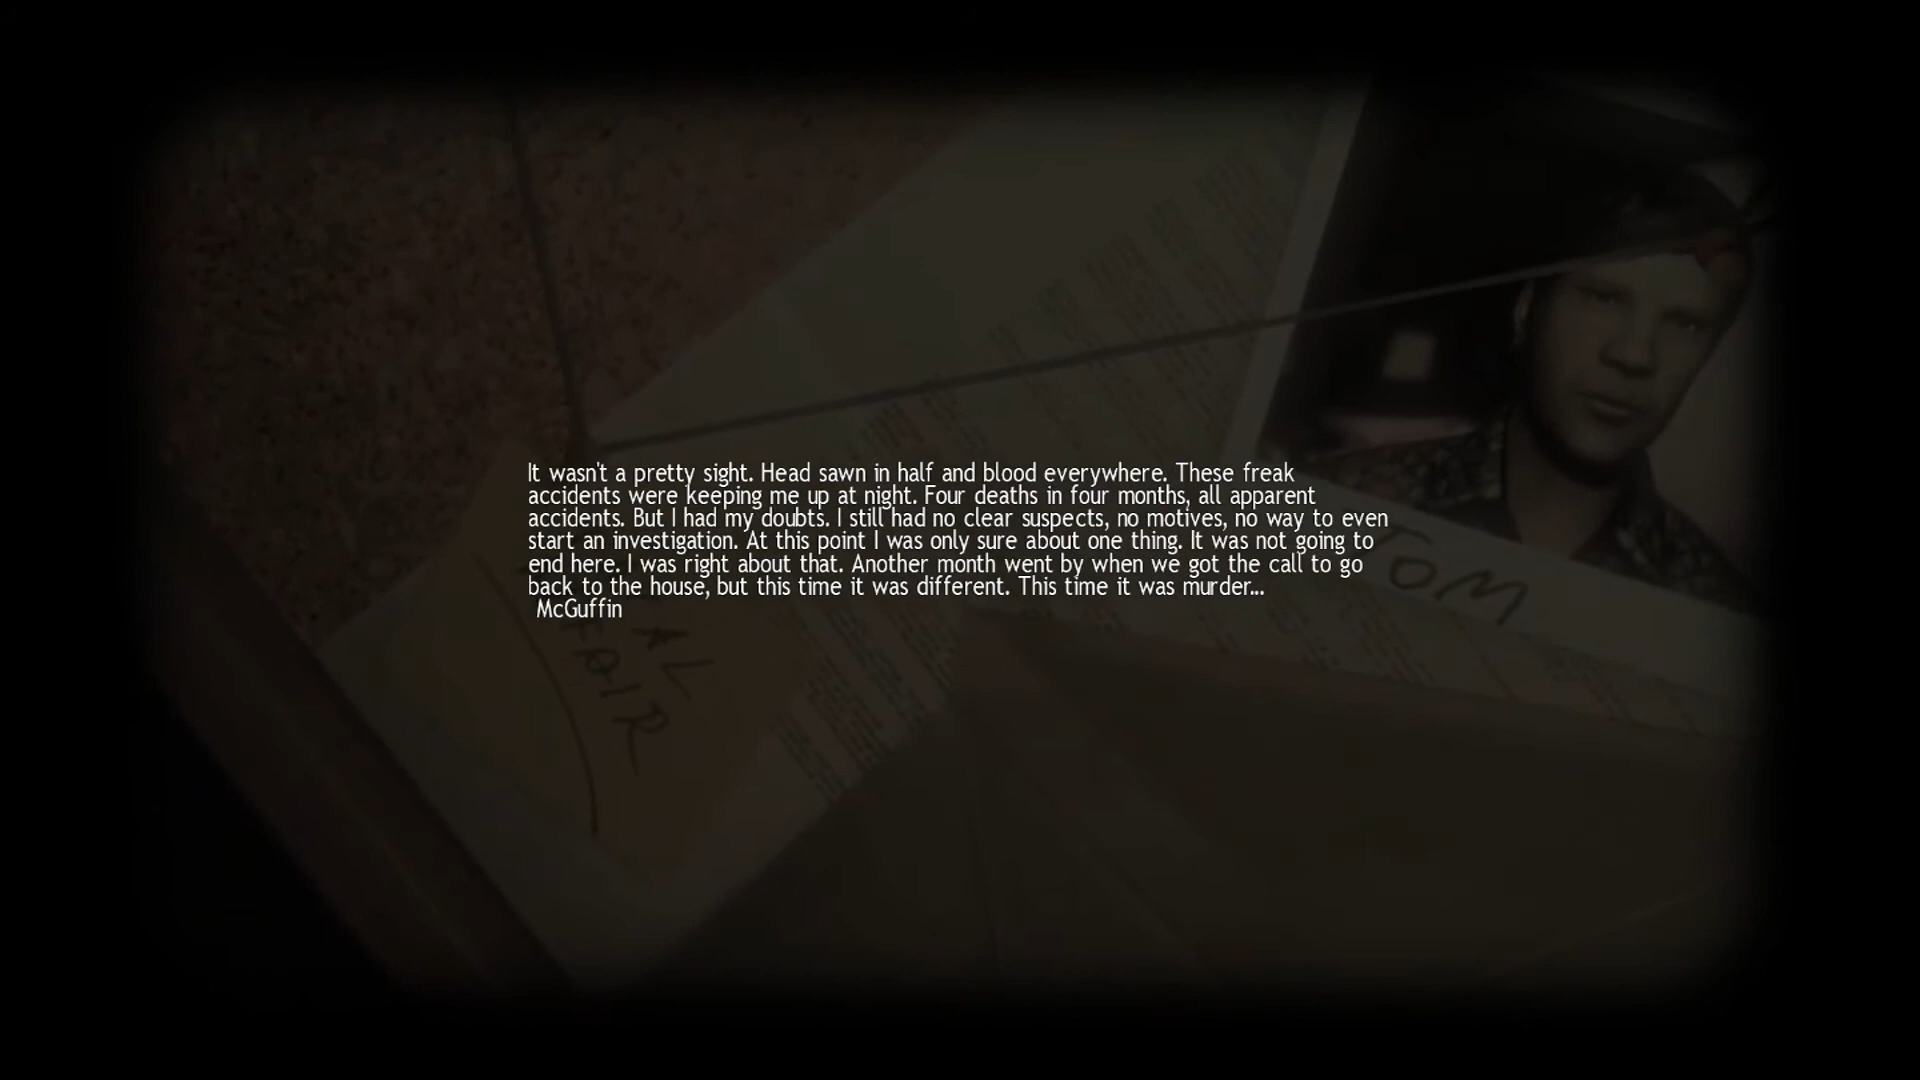 It wasn't a pretty sight. Head sawn in half and blood everywhere. These freak
accidents were keeping me up at night. Four deaths in four months, all apparent
accidents. But I had my doubts. I still had no clear suspects, no motives, no way to even
start an investigation. At this point I was only sure about one thing. It was not going to
end here. I was right about that. Another month went by when we got the call to go
back to the house, but this time it was different. This time it was murder...
McGuffin
TOM
AL
FAIR